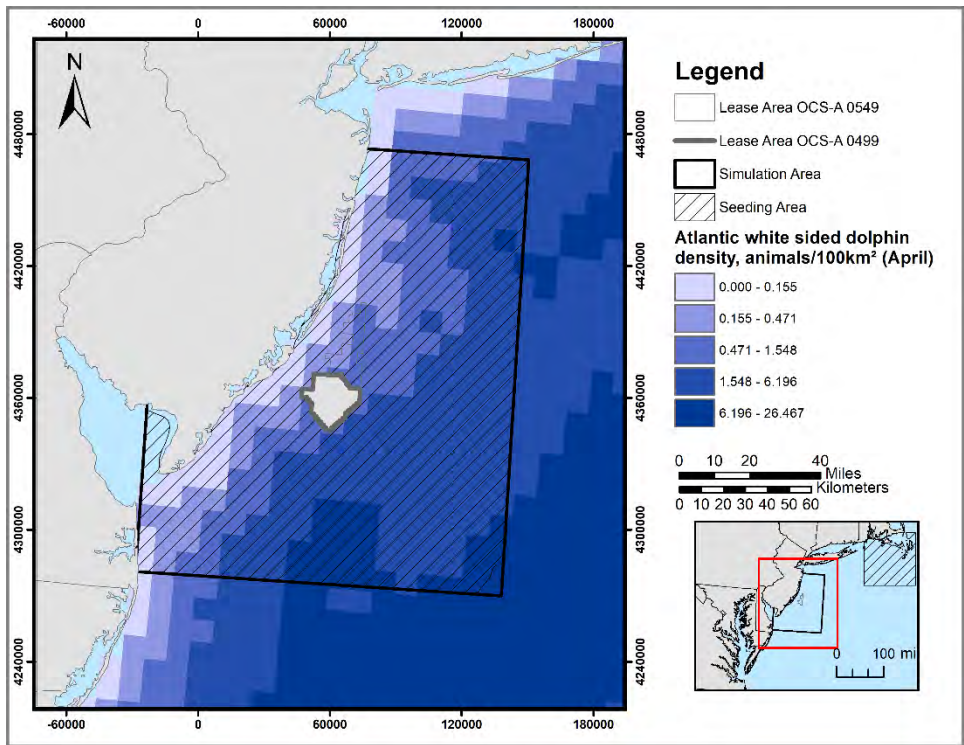 -60000 0 60000 120000 180000
N
4480000 4480000
4420000 4420000
4360000 4360000
4300000 4300000
4240000 4240000
-60000 0 60000 120000 180000
Legend
Lease Area OCS-A 0549
Lease Area OCS-A 0499
Simulation Area
Seeding Area
Atlantic white sided dolphin
density, animals/100km² (April)
0.000 - 0.155
0.155 - 0.471
0.471 - 1.548
1.548 - 6.196
6.196 - 26.467
0 10 20 40
Miles
Kilometers
0 10 20 30 40 50 60
0 100 mi